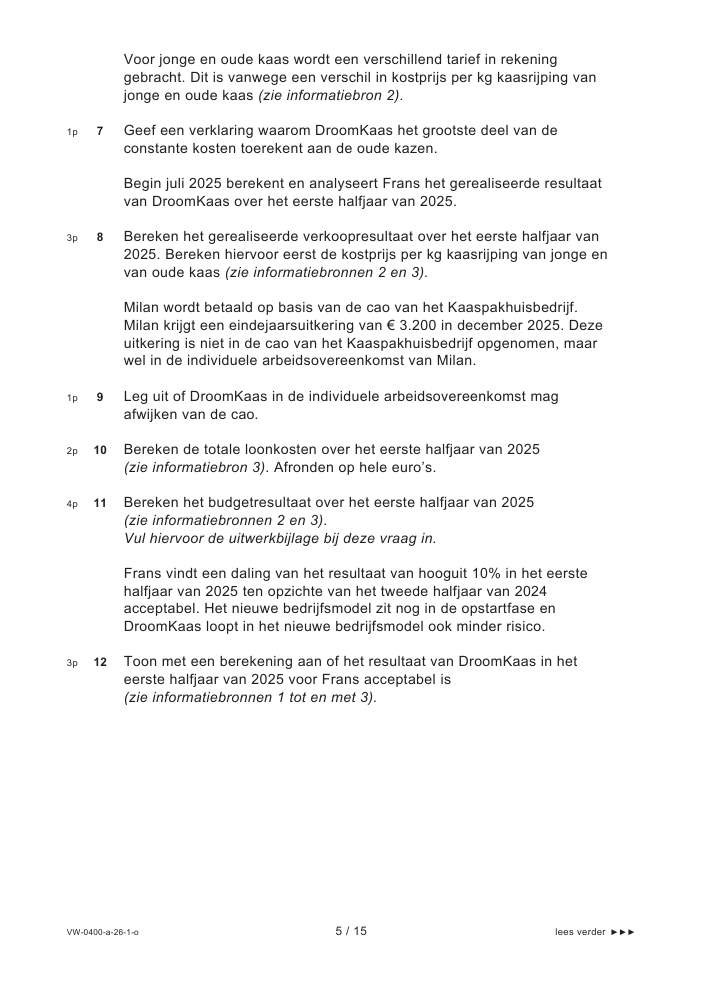 Voor jonge en oude kaas wordt een verschillend tarief in rekening
gebracht. Dit is vanwege een verschil in kostprijs per kg kaasrijping van
jonge en oude kaas (zie informatiebron 2).
1p 7 Geef een verklaring waarom DroomKaas het grootste deel van de
constante kosten toerekent aan de oude kazen.
Begin juli 2025 berekent en analyseert Frans het gerealiseerde resultaat
van DroomKaas over het eerste halfjaar van 2025.
3p 8 Bereken het gerealiseerde verkoopresultaat over het eerste halfjaar van
2025. Bereken hiervoor eerst de kostprijs per kg kaasrijping van jonge en
van oude kaas (zie informatiebronnen 2 en 3).
Milan wordt betaald op basis van de cao van het Kaaspakhuisbedrijf.
Milan krijgt een eindejaarsuitkering van € 3.200 in december 2025. Deze
uitkering is niet in de cao van het Kaaspakhuisbedrijf opgenomen, maar
wel in de individuele arbeidsovereenkomst van Milan.
1p 9 Leg uit of DroomKaas in de individuele arbeidsovereenkomst mag
afwijken van de cao.
2p 10 Bereken de totale loonkosten over het eerste halfjaar van 2025
(zie informatiebron 3). Afronden op hele euro's.
4p 11 Bereken het budgetresultaat over het eerste halfjaar van 2025
(zie informatiebronnen 2 en 3).
Vul hiervoor de uitwerkbijlage bij deze vraag in.
Frans vindt een daling van het resultaat van hooguit 10% in het eerste
halfjaar van 2025 ten opzichte van het tweede halfjaar van 2024
acceptabel. Het nieuwe bedrijfsmodel zit nog in de opstartfase en
DroomKaas loopt in het nieuwe bedrijfsmodel ook minder risico.
3p 12 Toon met een berekening aan of het resultaat van DroomKaas in het
eerste halfjaar van 2025 voor Frans acceptabel is
(zie informatiebronnen 1 tot en met 3).
VW-0400-a-26-1-o 5 / 15 lees verder ►►►